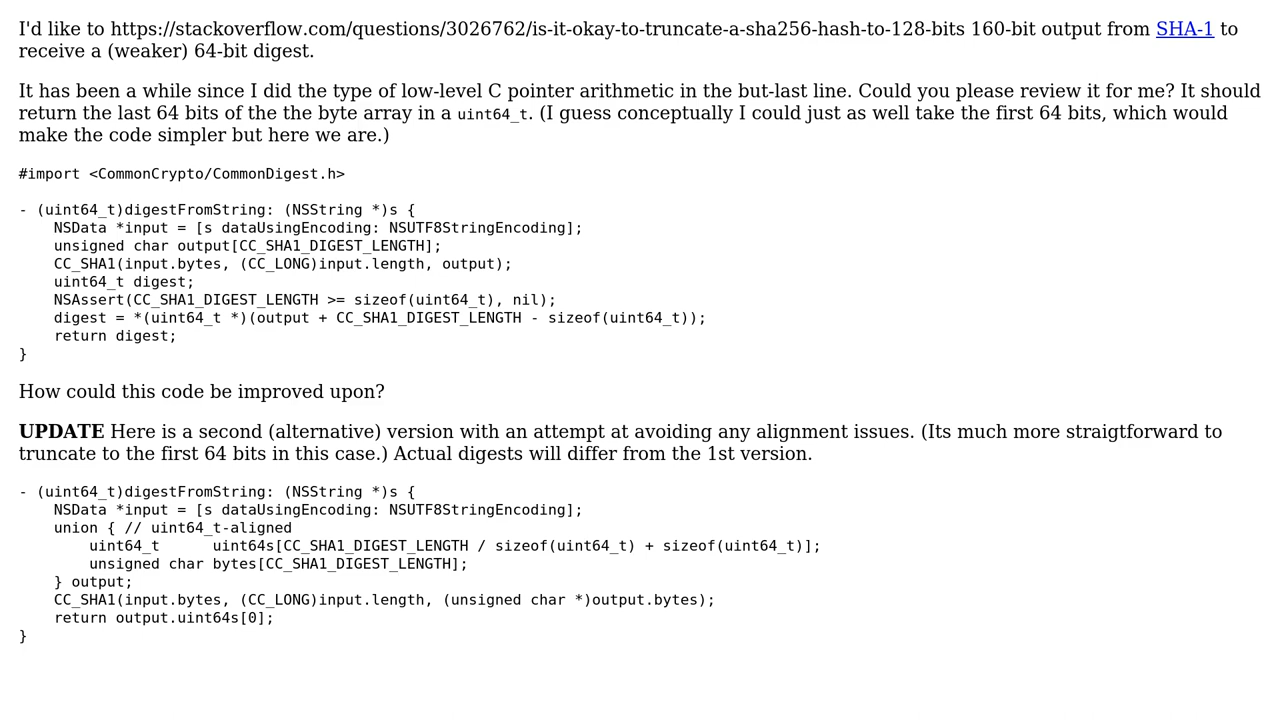 I'd like to https://stackoverflow.com/questions/3026762/is-it-okay-to-truncate-a-sha256-hash-to-128-bits 160-bit output from SHA-1 to
receive a (weaker) 64-bit digest.
It has been a while since I did the type of low-level C pointer arithmetic in the but-last line. Could you please review it for me? It should
return the last 64 bits of the the byte array in a uint64_t. (I guess conceptually I could just as well take the first 64 bits, which would
make the code simpler but here we are.)
#import <CommonCrypto/CommonDigest.h>
- (uint64_t)digestFromString: (NSString *)s {
    NSData *input = [s dataUsingEncoding: NSUTF8StringEncoding];
    unsigned char output[CC_SHA1_DIGEST_LENGTH];
    CC_SHA1(input.bytes, (CC_LONG)input.length, output);
    uint64_t digest;
    NSAssert(CC_SHA1_DIGEST_LENGTH >= sizeof(uint64_t), nil);
    digest = *(uint64_t *)(output + CC_SHA1_DIGEST_LENGTH - sizeof(uint64_t));
    return digest;
}
How could this code be improved upon?
UPDATE Here is a second (alternative) version with an attempt at avoiding any alignment issues. (Its much more straigtforward to
truncate to the first 64 bits in this case.) Actual digests will differ from the 1st version.
- (uint64_t)digestFromString: (NSString *)s {
    NSData *input = [s dataUsingEncoding: NSUTF8StringEncoding];
    union { // uint64_t-aligned
        uint64_t      uint64s[CC_SHA1_DIGEST_LENGTH / sizeof(uint64_t) + sizeof(uint64_t)];
        unsigned char bytes[CC_SHA1_DIGEST_LENGTH];
    } output;
    CC_SHA1(input.bytes, (CC_LONG)input.length, (unsigned char *)output.bytes);
    return output.uint64s[0];
}